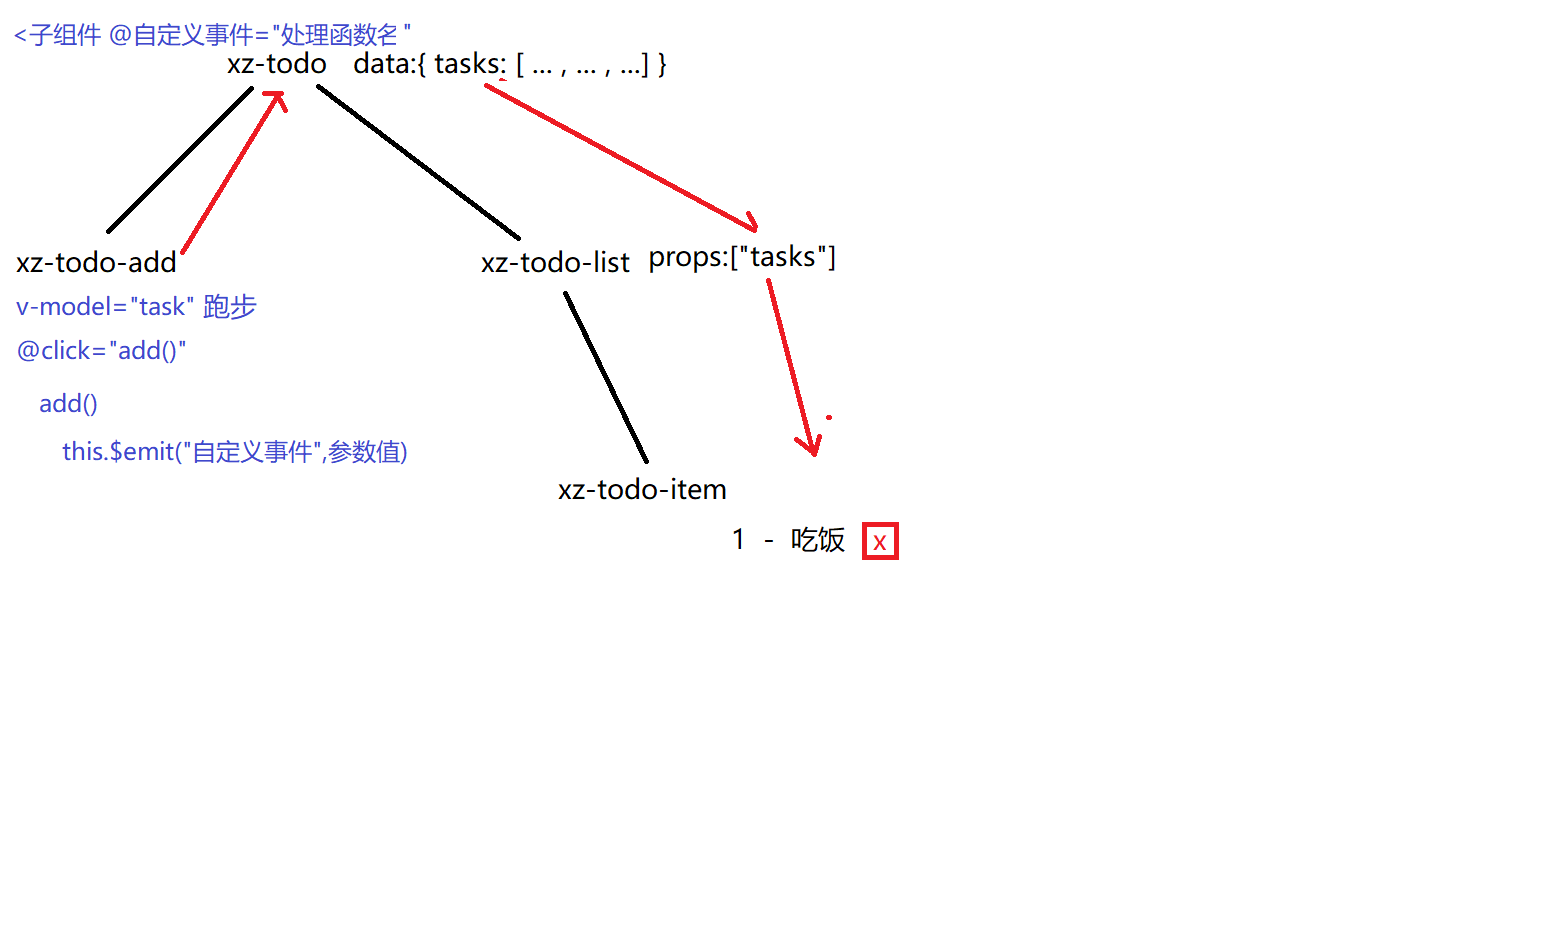 <子组件 @自定义事件="处理函数名 "
xz-todo data:{ tasks: [ ... , ... , ...] }
xz-todo-add
xz-todo-list props:["tasks"]
v-model="task" 跑步
@click="add()"
add()
this.$emit("自定义事件",参数值)
xz-todo-item
1 - 吃饭 x